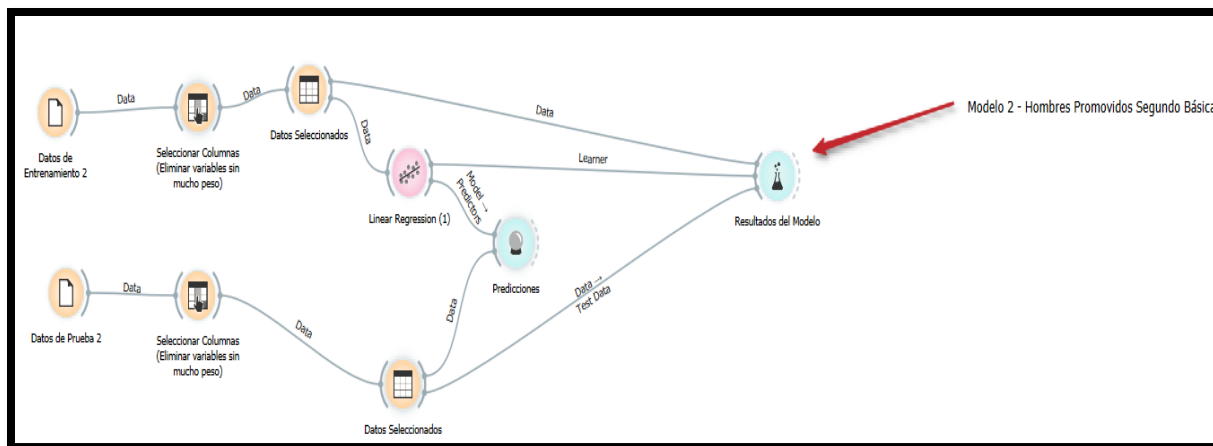 Data
Datos de
Entrenamiento 2
Seleccionar Columnas
(Eliminar variables sin
mucho peso)
Data
Datos Seleccionados
Data
Data
Linear Regression (1)
Learner
Model →
Predictors
Predicciones
Resultados del Modelo
Modelo 2 - Hombres Promovidos Segundo Básica
Datos de Prueba 2
Data
Seleccionar Columnas
(Eliminar variables sin
mucho peso)
Data
Datos Seleccionados
Data
Data →
Test Data